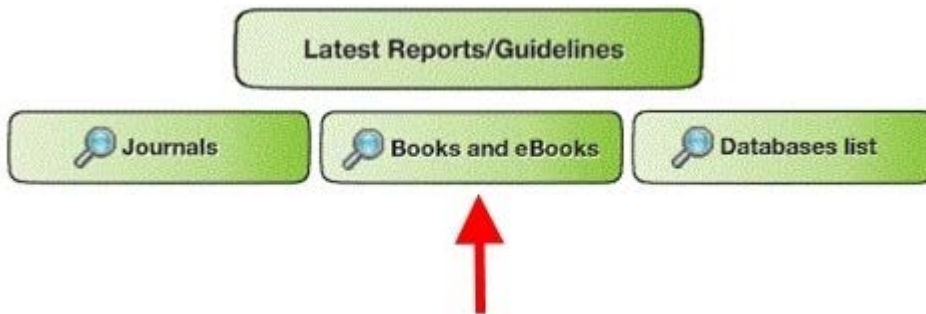 Latest Reports/Guidelines
Journals
Books and eBooks
Databases list